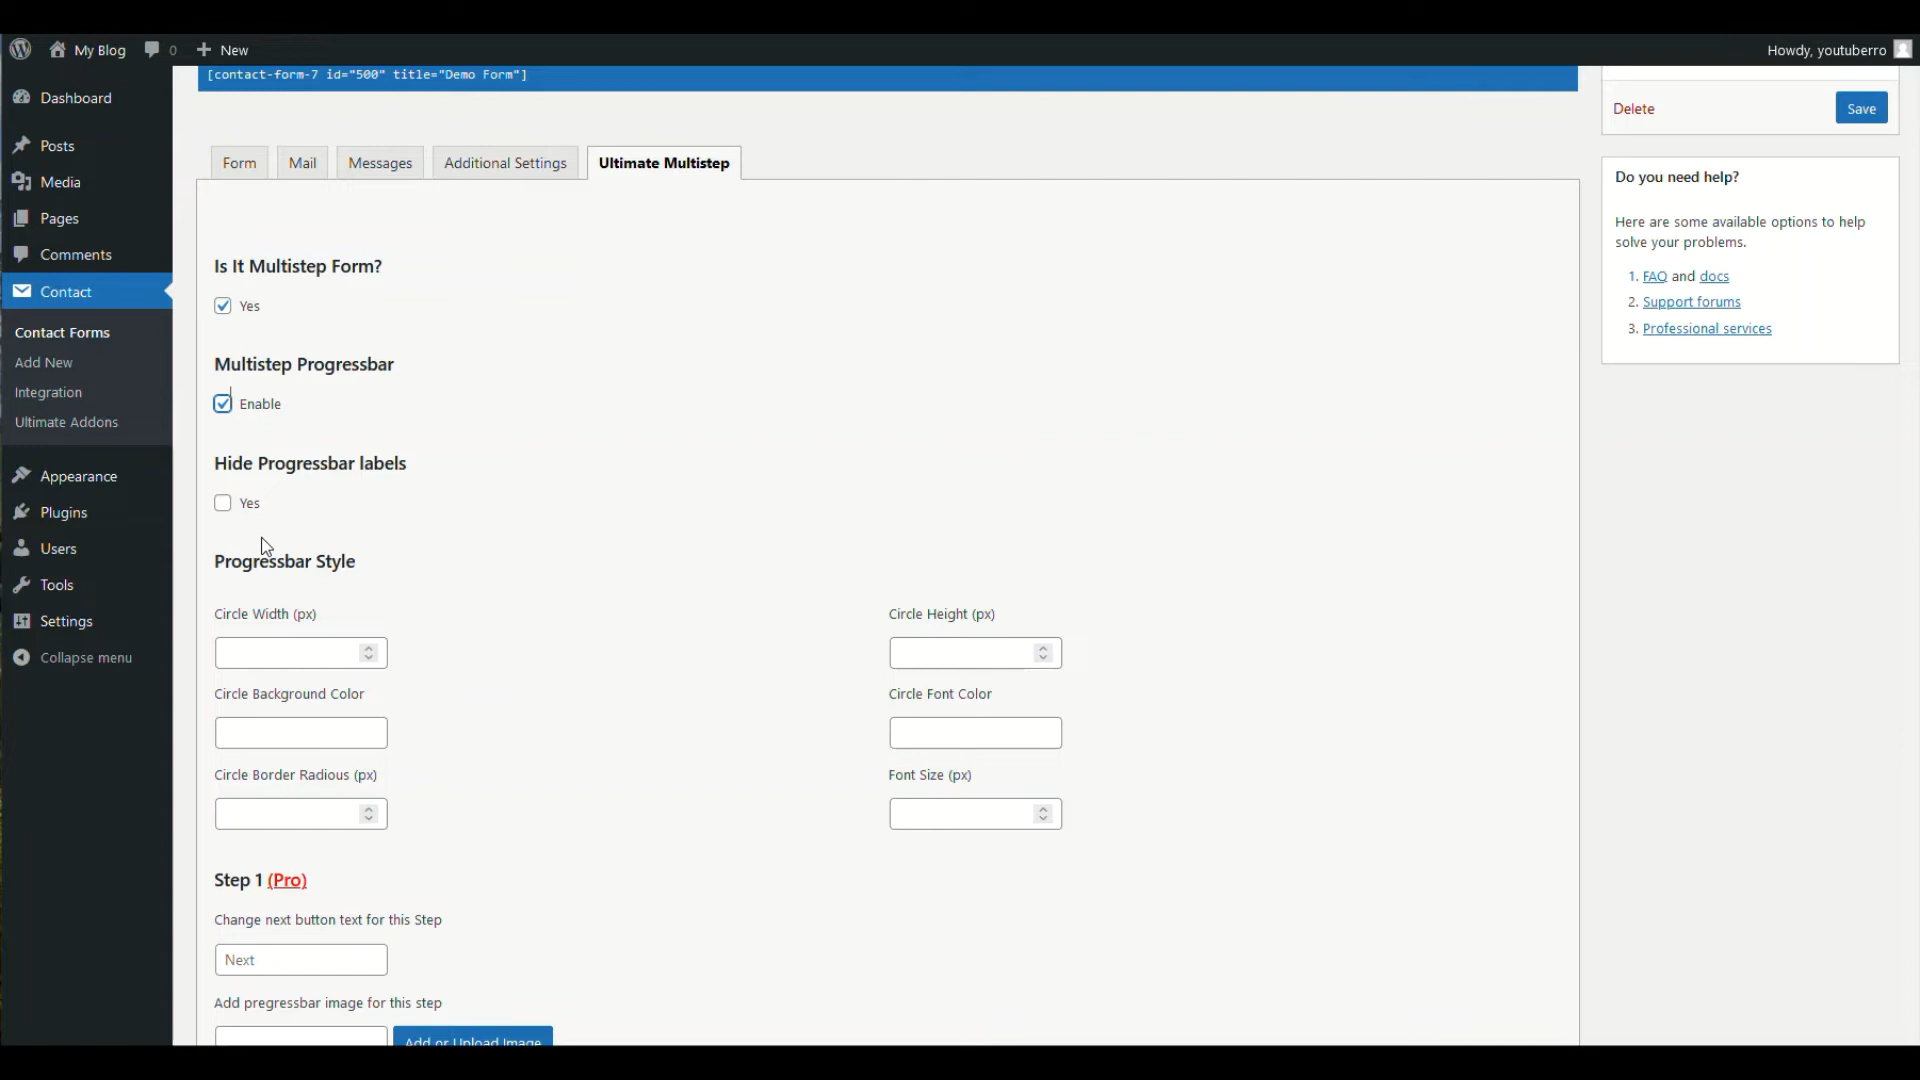 My Blog
0
New
Howdy, youtuberro
Dashboard
Posts
Media
Pages
Comments
Contact
Contact Forms
Add New
Integration
Ultimate Addons
Appearance
Plugins
Users
Tools
Settings
Collapse menu
[contact-form-7 id="500" title="Demo Form"]
Form
Mail
Messages
Additional Settings
Ultimate Multistep
Is It Multistep Form?
Yes
Multistep Progressbar
Enable
Hide Progressbar labels
Yes
Progressbar Style
Circle Width (px)
Circle Height (px)
Circle Background Color
Circle Font Color
Circle Border Radious (px)
Font Size (px)
Step 1 (Pro)
Change next button text for this Step
Next
Add pregressbar image for this step
Add or Upload Image
Delete
Save
Do you need help?
Here are some available options to help
solve your problems.
1. FAQ and docs
2. Support forums
3. Professional services